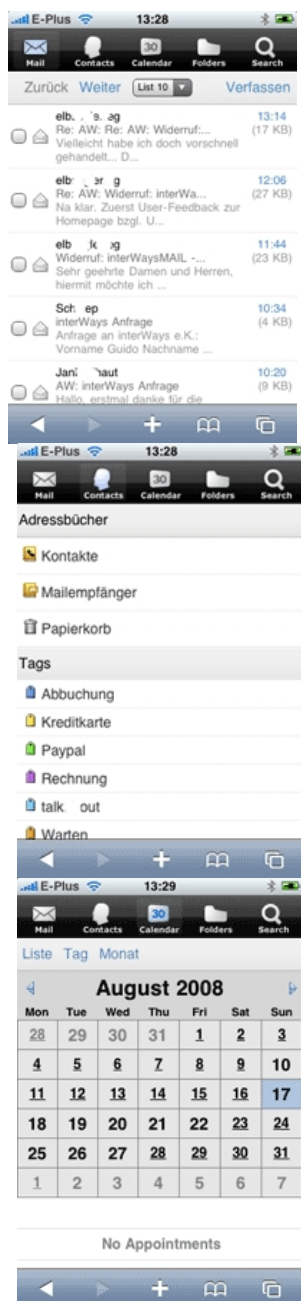 E-Plus 13:28
Mail Contacts 30 Calendar Folders Search
Zurück Weiter List 10 Verfassen
13:14
Re: AW: Re: AW: Widerruf:... (17 KB)
Vielleicht habe ich doch vorschnell
gehandelt... D...
12:06
Re: AW: Widerruf: interWa... (27 KB)
Na klar. Zuerst User-Feedback zur
Homepage bzgl. U...
11:44
Widerruf: interWaysMAIL -... (23 KB)
Sehr geehrte Damen und Herren,
hiermit möchte ich ...
10:34
interWays Anfrage (4 KB)
Anfrage an interWays e.K.:
Vorname Guido Nachname ...
10:20
AW: interWays Anfrage (9 KB)
Hallo, erstmal danke für die
E-Plus 13:28
Mail Contacts 30 Calendar Folders Search
Adressbücher
Kontakte
Mailempfänger
Papierkorb
Tags
Abbuchung
Kreditkarte
Paypal
Rechnung
talk out
Warten
E-Plus 13:29
Mail Contacts 30 Calendar Folders Search
Liste Tag Monat
August 2008
Mon Tue Wed Thu Fri Sat Sun
28 29 30 31 1 2 3
4 5 6 7 8 9 10
11 12 13 14 15 16 17
18 19 20 21 22 23 24
25 26 27 28 29 30 31
1 2 3 4 5 6 7
No Appointments